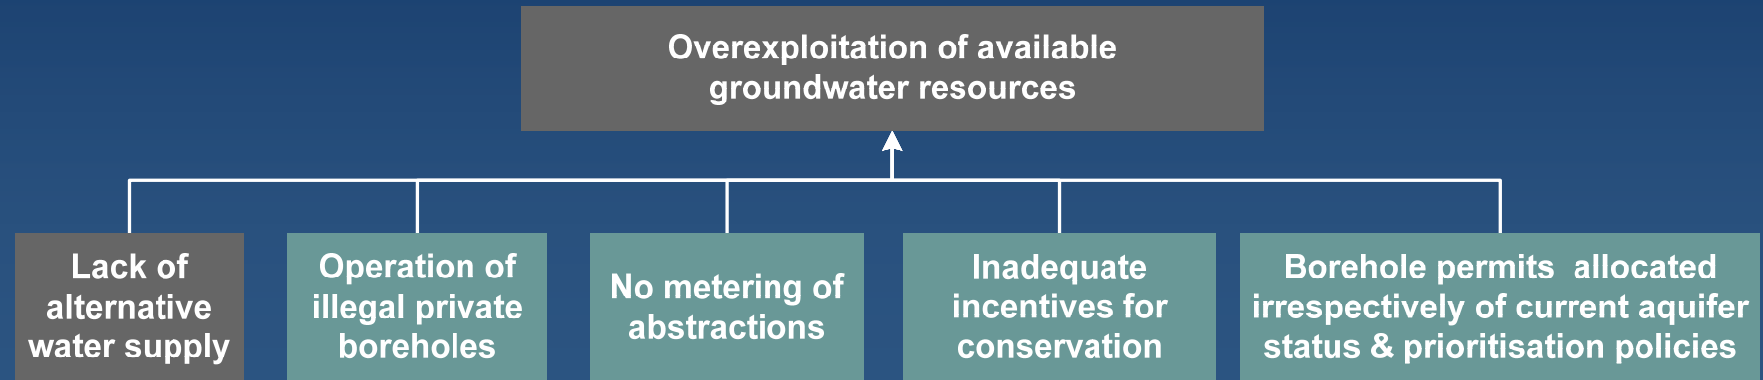 Overexploitation of available
groundwater resources
Lack of
alternative
water supply
Operation of
illegal private
boreholes
No metering of
abstractions
Inadequate
incentives for
conservation
Borehole permits  allocated
irrespectively of current aquifer
status & prioritisation policies